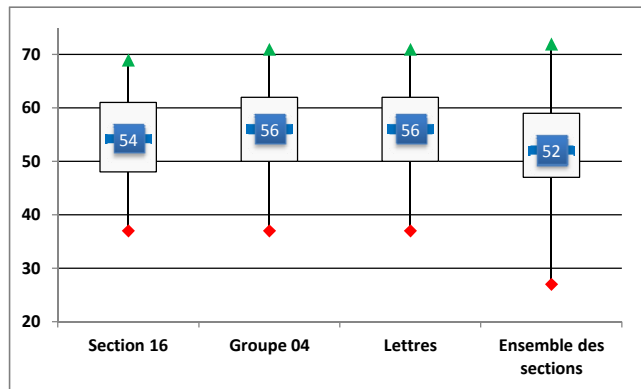 70
60
50
40
30
20
54
56
56
52
Section 16
Groupe 04
Lettres
Ensemble des
sections